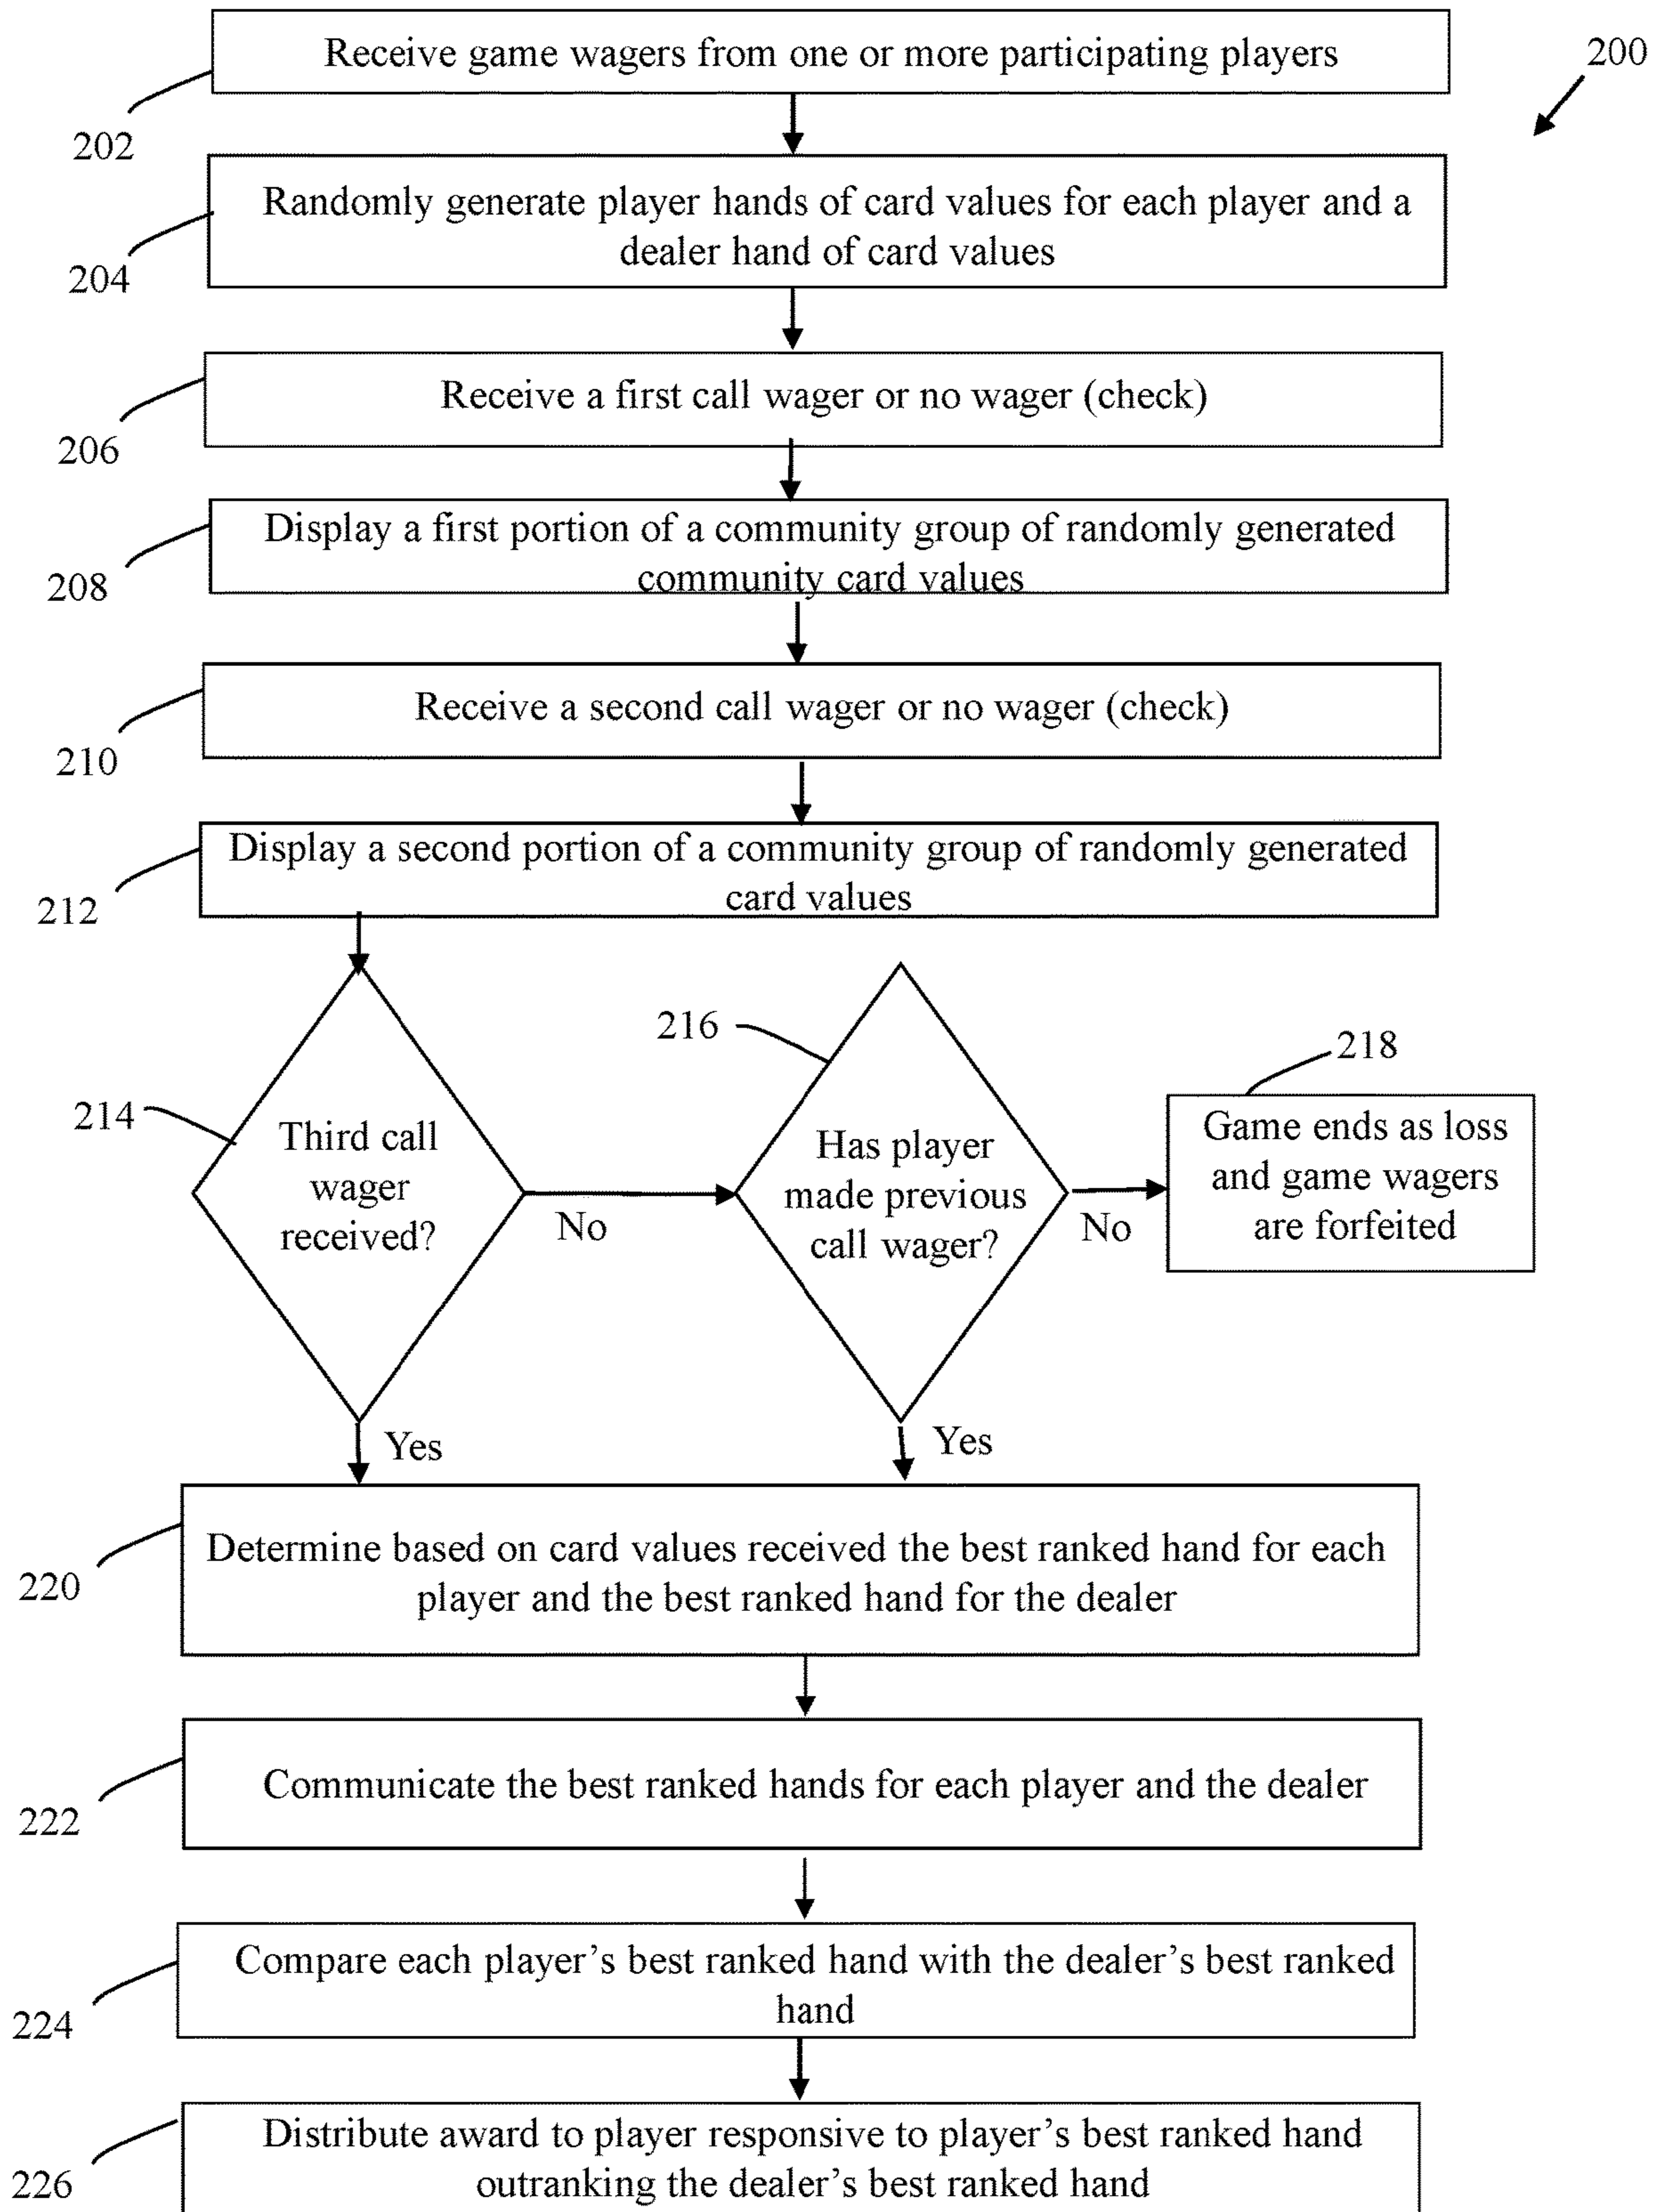 Receive game wagers from one or more participating players
200
202
Randomly generate player hands of card values for each player and a
dealer hand of card values
204
Receive a first call wager or no wager (check)
206
Display a first portion of a community group of randomly generated
community card values
208
Receive a second call wager or no wager (check)
210
Display a second portion of a community group of randomly generated
card values
212
214
Third call
wager
received?
No
216
Has player
made previous
call wager?
No
218
Game ends as loss
and game wagers
are forfeited
Yes
Yes
Determine based on card values received the best ranked hand for each
player and the best ranked hand for the dealer
220
Communicate the best ranked hands for each player and the dealer
222
Compare each player's best ranked hand with the dealer's best ranked
hand
224
Distribute award to player responsive to player's best ranked hand
outranking the dealer's best ranked hand
226